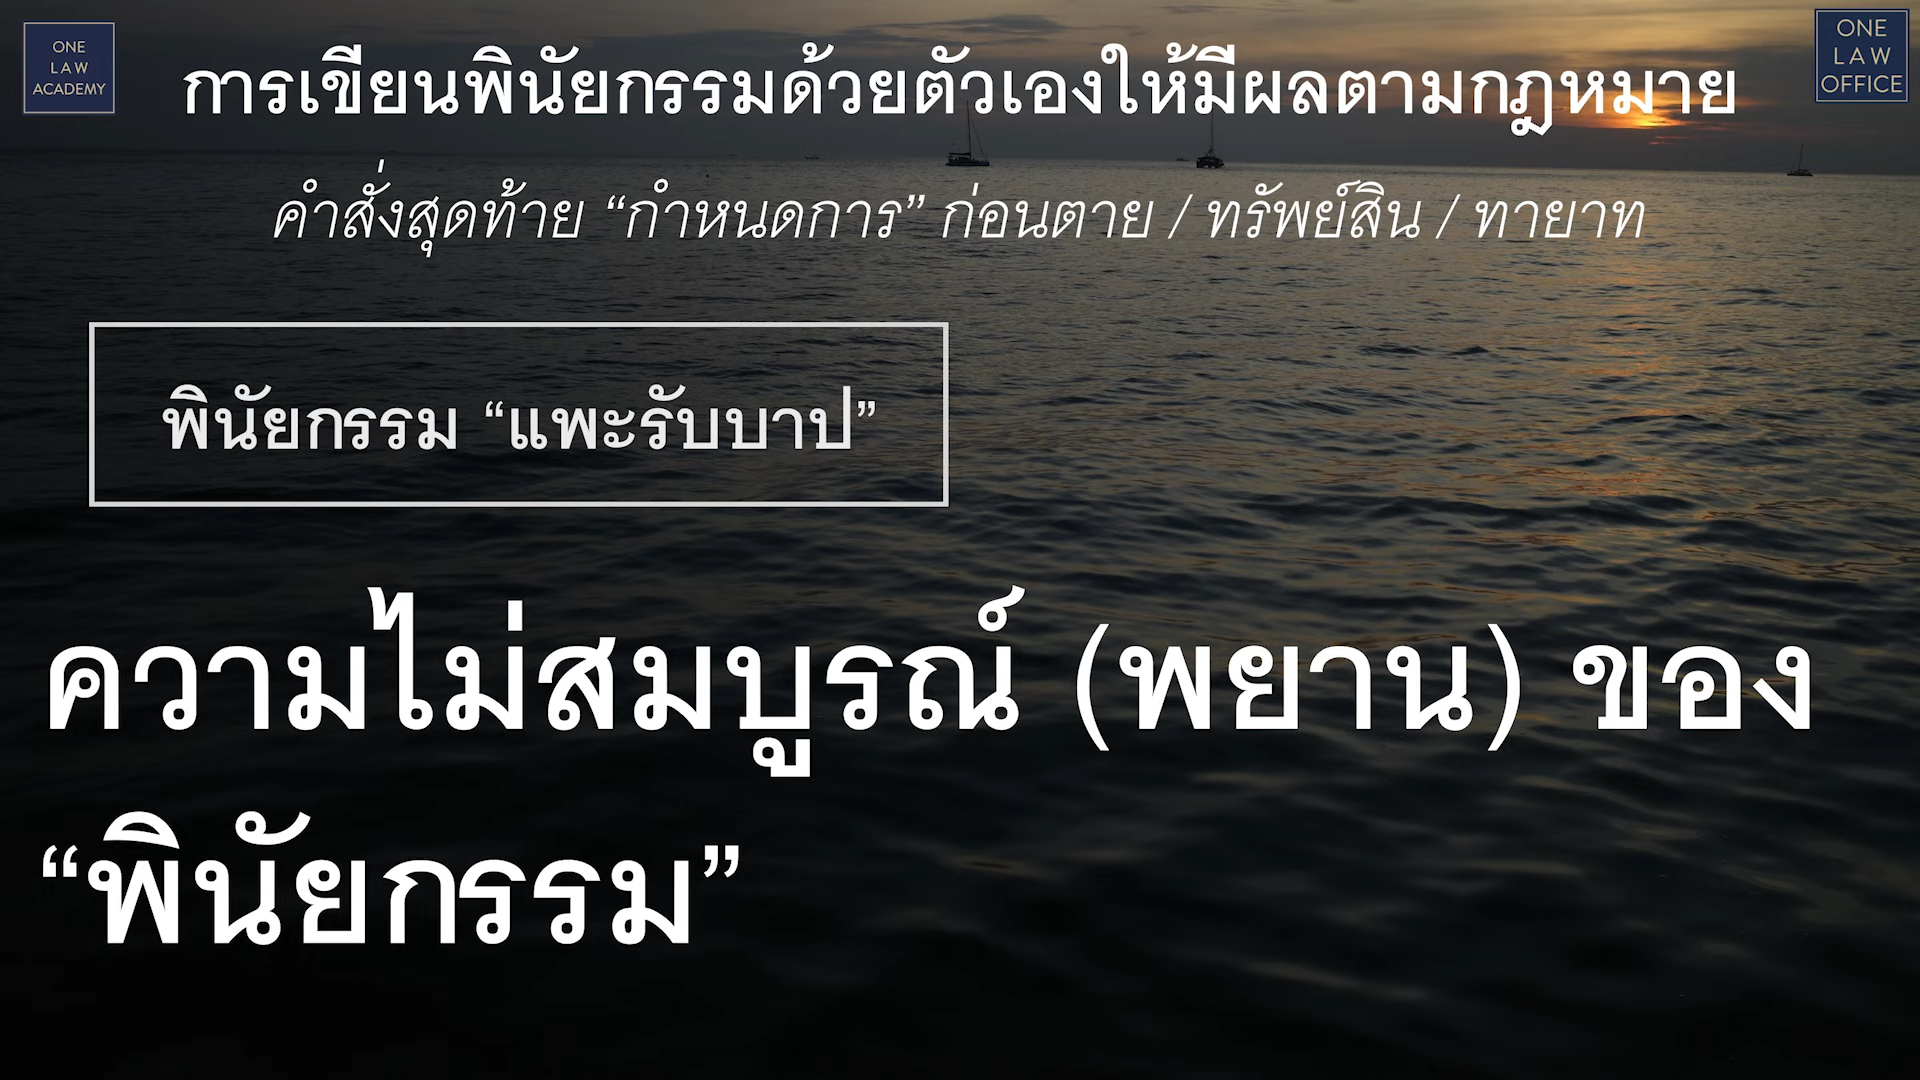 ONE
LAW
ACADEMY
ONE
LAW
OFFICE
การเขียนพินัยกรรมด้วยตัวเองให้มีผลตามกฎหมาย
คำสั่งสุดท้าย “กำหนดการ” ก่อนตาย / ทรัพย์สิน / ทายาท
พินัยกรรม “แพะรับบาป”
ความไม่สมบูรณ์ (พยาน) ของ
“พินัยกรรม”